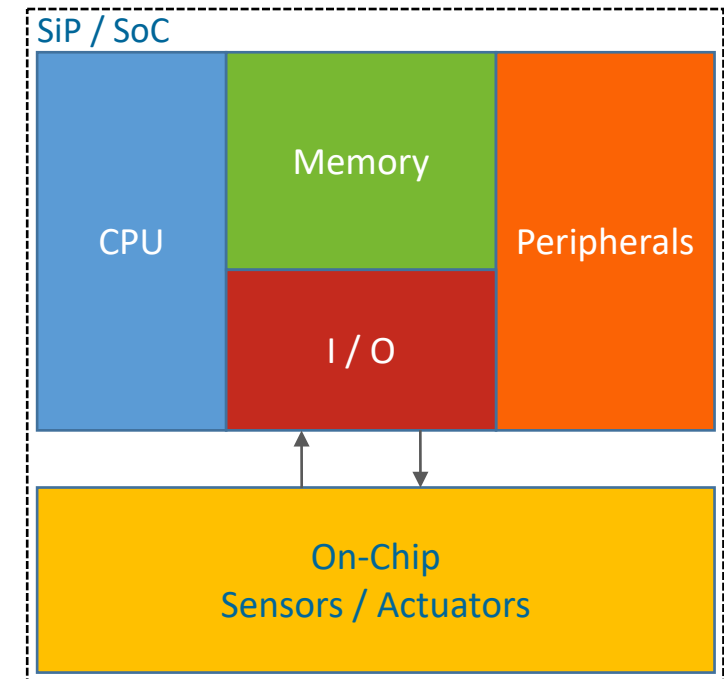 SiP / SoC
Memory
CPU
Peripherals
I / O
On-Chip
Sensors / Actuators